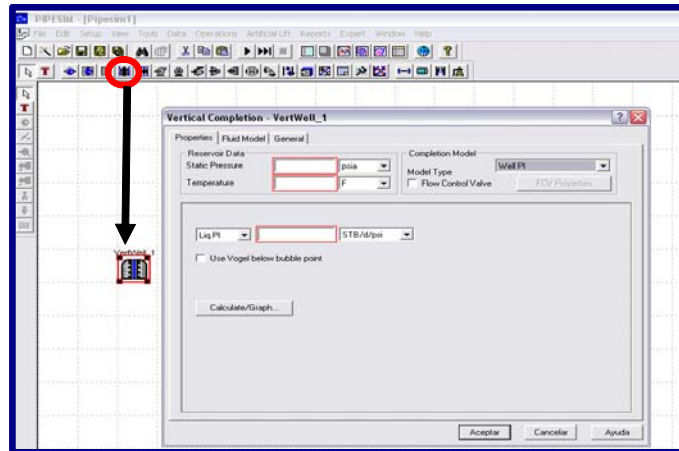 PIPESIM - [Pipesim1]
File Edit Setup View Tools Data Operations Artificial Lift Reports Expert Window Help
T
T
VertWell_1
Vertical Completion - VertWell_1
Properties Fluid Model General
Reservoir Data
Static Pressure psia
Temperature F
Completion Model
Model Type Well PI
Flow Control Valve FCV Properties
Liq PI STB/d/psi
Use Vogel below bubble point
Calculate/Graph...
Aceptar Cancelar Ayuda